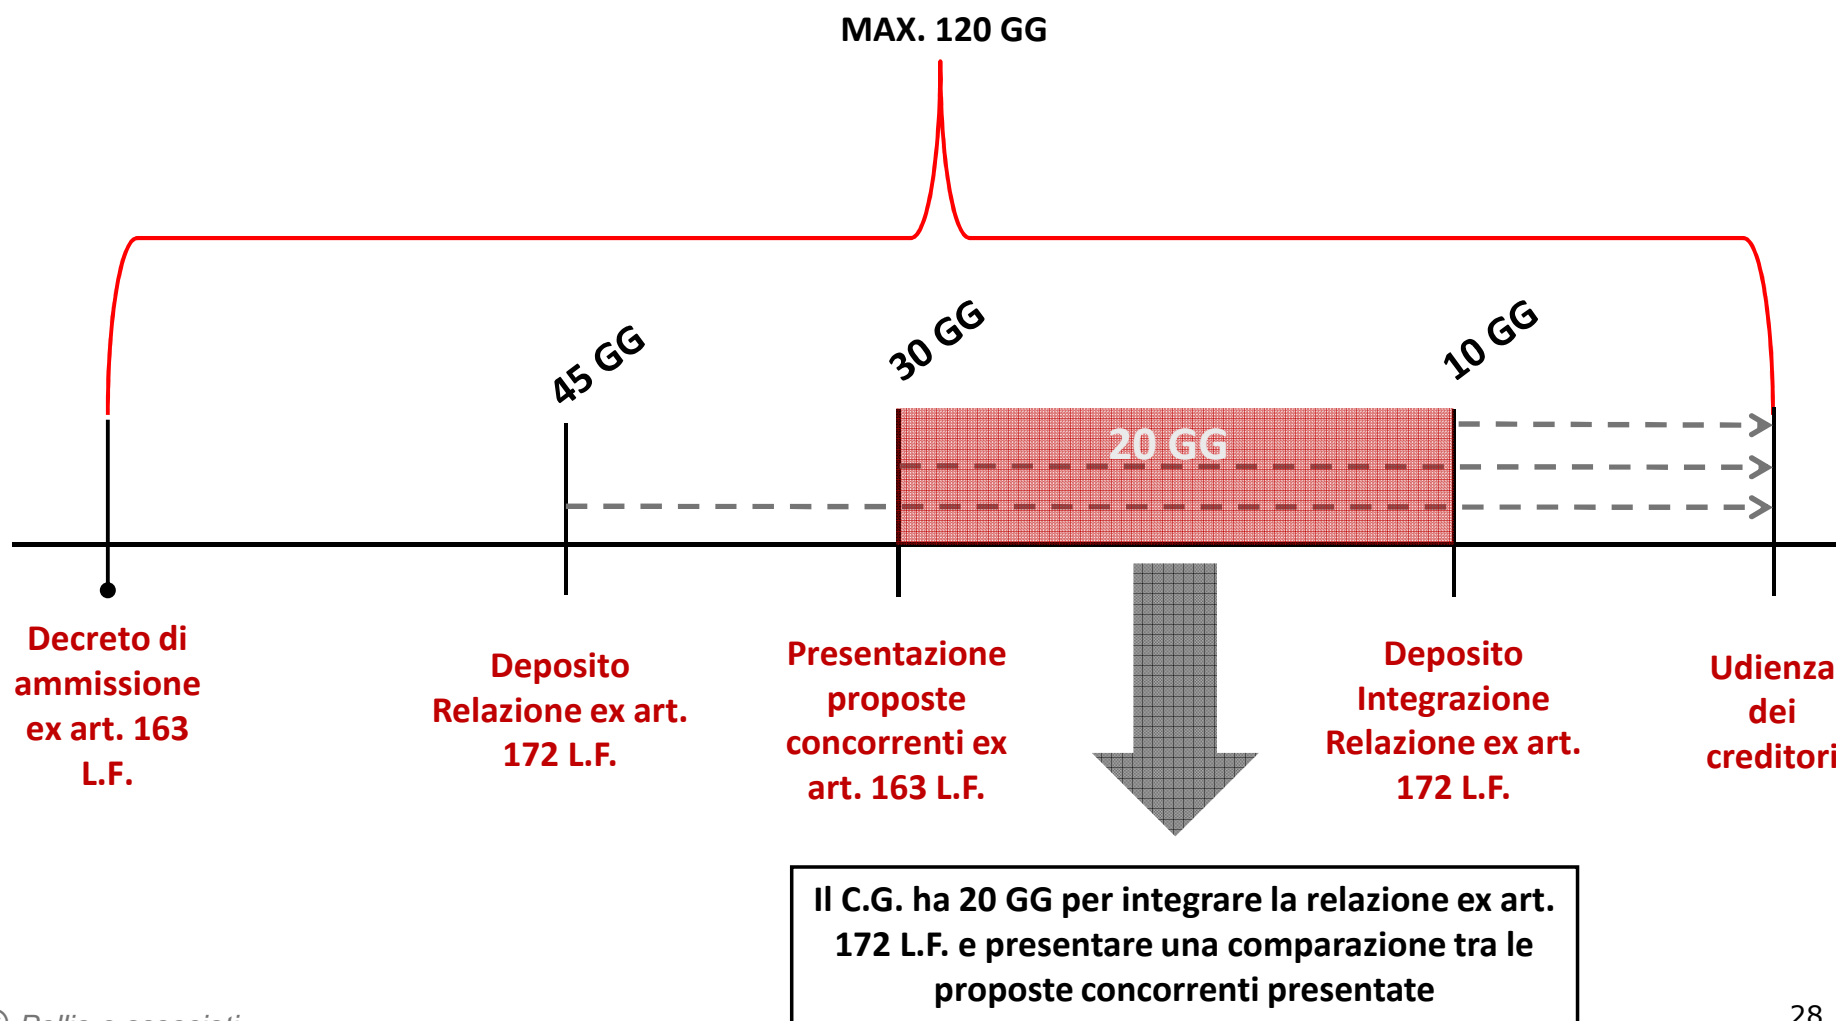 MAX. 120 GG
45 GG
30 GG
10 GG
20 GG
Decreto di
ammissione
ex art. 163
L.F.
Deposito
Relazione ex art.
172 L.F.
Presentazione
proposte
concorrenti ex
art. 163 L.F.
Deposito
Integrazione
Relazione ex art.
172 L.F.
Udienza
dei
creditori
Il C.G. ha 20 GG per integrare la relazione ex art.
172 L.F. e presentare una comparazione tra le
proposte concorrenti presentate
28